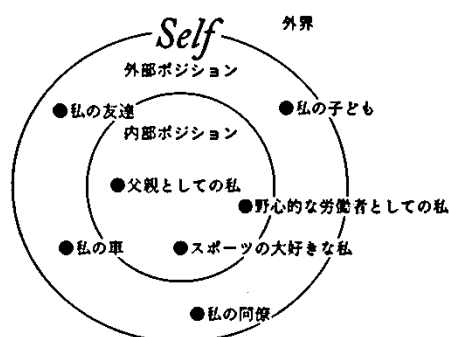 Self
外界
外部ポジション
●私の友達
●私の子ども
内部ポジション
●父親としての私
●野心的な労働者としての私
●私の車
●スポーツの大好きな私
●私の同僚